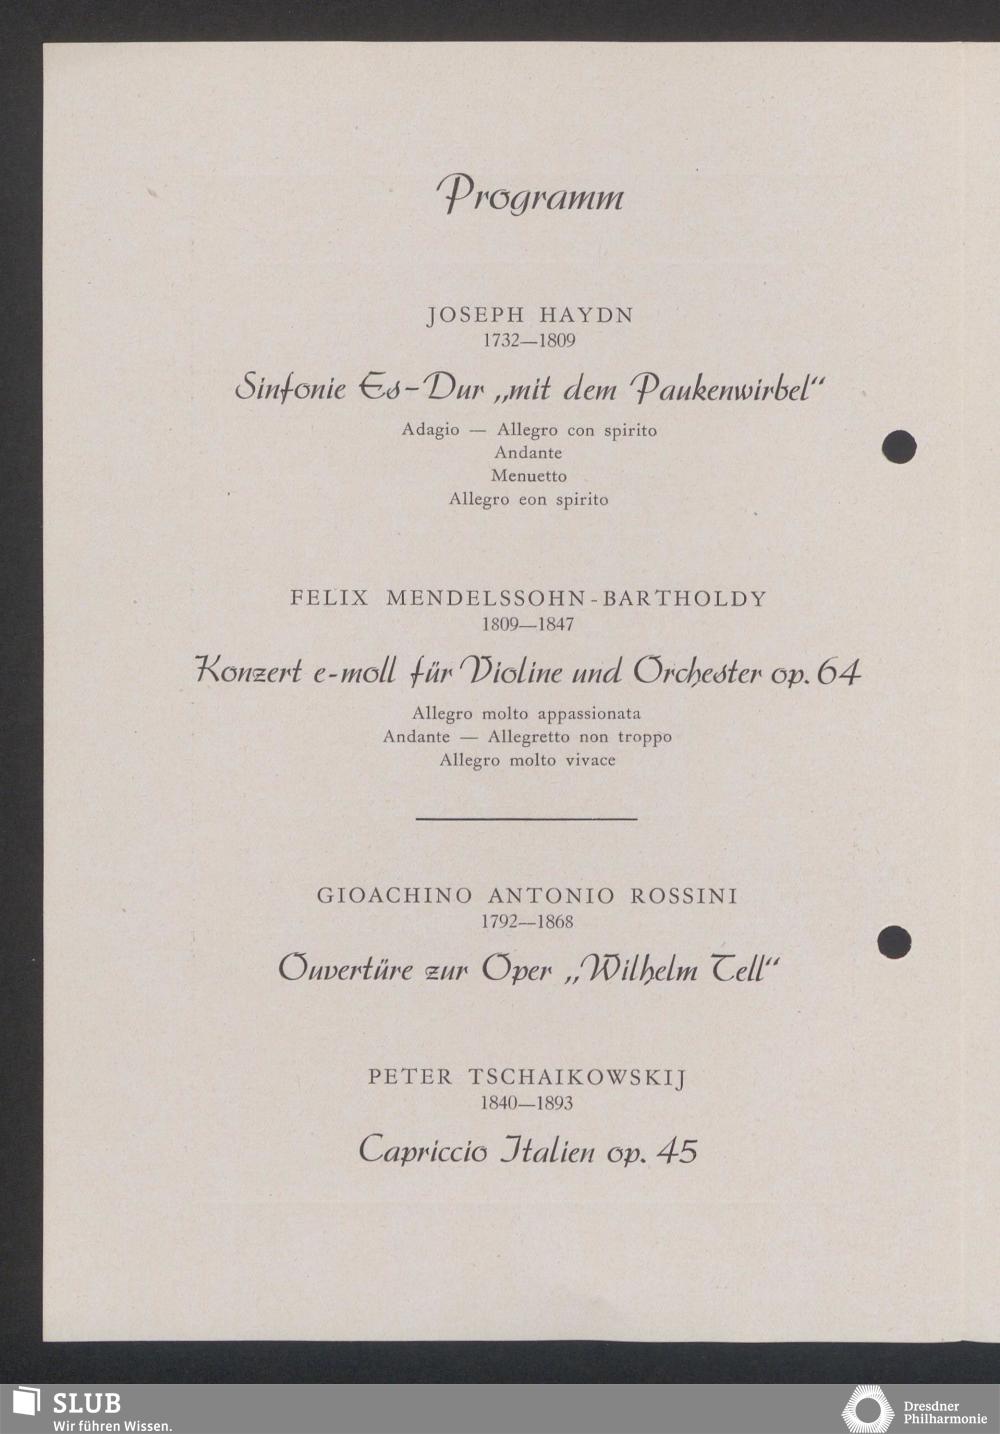 Programm
JOSEPH HAYDN
1732—1809
Sinfonie Es-Dur „mit dem Paukenwirbel“
Adagio — Allegro con spirito
Andante
Menuetto
Allegro eon spirito
FELIX MENDELSSOHN-BARTHOLDY
1809—1847
Konzert e-moll für Violine und Orchester op. 64
Allegro molto appassionata
Andante — Allegretto non troppo
Allegro molto vivace
GIOACHINO ANTONIO ROSSINI
1792—1868
Ouvertüre zur Oper „Wilhelm Tell“
PETER TSCHAIKOWSKIJ
1840—1893
Capriccio Italien op. 45
SLUB
Wir führen Wissen.
Dresdner
Philharmonie